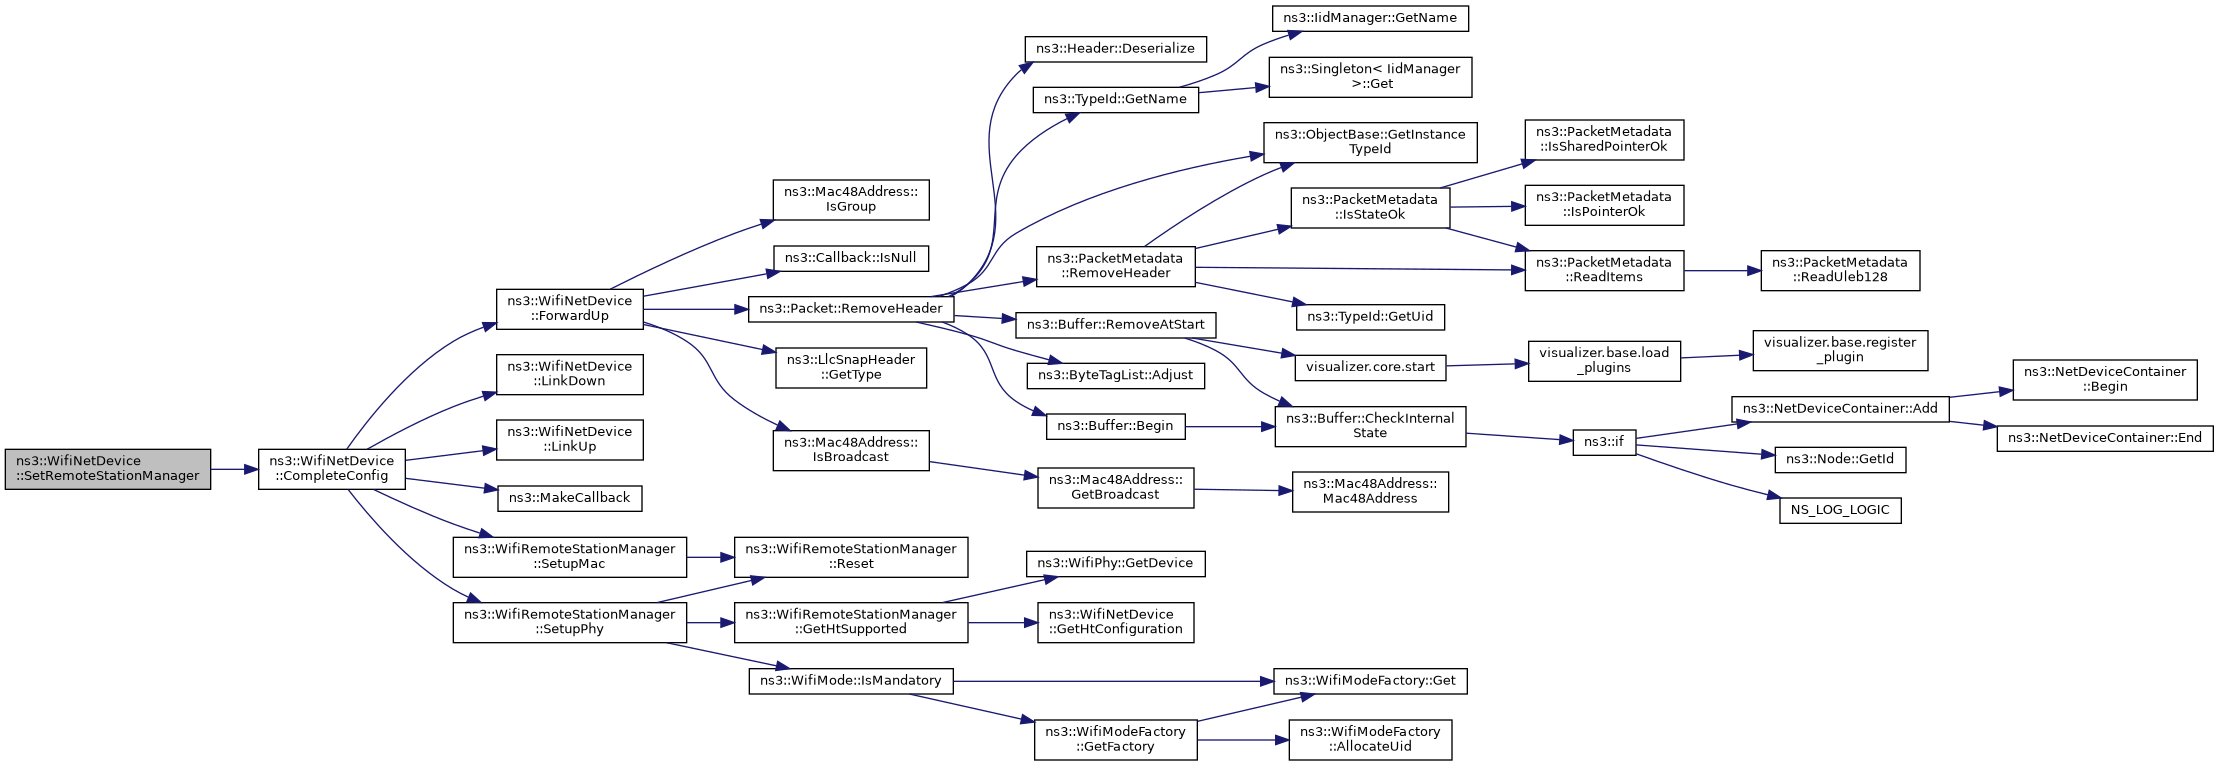 ns3::WifiNetDevice
::SetRemoteStationManager
ns3::WifiNetDevice
::CompleteConfig
ns3::WifiNetDevice
::ForwardUp
ns3::WifiNetDevice
::LinkDown
ns3::WifiNetDevice
::LinkUp
ns3::MakeCallback
ns3::WifiRemoteStationManager
::SetupMac
ns3::WifiRemoteStationManager
::SetupPhy
ns3::Mac48Address::
IsGroup
ns3::Callback::IsNull
ns3::Packet::RemoveHeader
ns3::LlcSnapHeader
::GetType
ns3::Mac48Address::
IsBroadcast
ns3::WifiRemoteStationManager
::Reset
ns3::WifiRemoteStationManager
::GetHtSupported
ns3::WifiMode::IsMandatory
ns3::Header::Deserialize
ns3::TypeId::GetName
ns3::PacketMetadata
::RemoveHeader
ns3::Buffer::RemoveAtStart
ns3::ByteTagList::Adjust
ns3::Buffer::Begin
ns3::Mac48Address::
GetBroadcast
ns3::WifiPhy::GetDevice
ns3::WifiNetDevice
::GetHtConfiguration
ns3::WifiModeFactory
::GetFactory
ns3::IidManager::GetName
ns3::Singleton< IidManager
>::Get
ns3::ObjectBase::GetInstance
TypeId
ns3::PacketMetadata
::IsStateOk
ns3::TypeId::GetUid
visualizer.core.start
ns3::Buffer::CheckInternal
State
ns3::Mac48Address::
Mac48Address
ns3::WifiModeFactory::Get
ns3::WifiModeFactory
::AllocateUid
ns3::PacketMetadata
::IsSharedPointerOk
ns3::PacketMetadata
::IsPointerOk
ns3::PacketMetadata
::ReadItems
visualizer.base.load
_plugins
ns3::if
ns3::PacketMetadata
::ReadUleb128
visualizer.base.register
_plugin
ns3::NetDeviceContainer::Add
ns3::Node::GetId
NS_LOG_LOGIC
ns3::NetDeviceContainer
::Begin
ns3::NetDeviceContainer::End